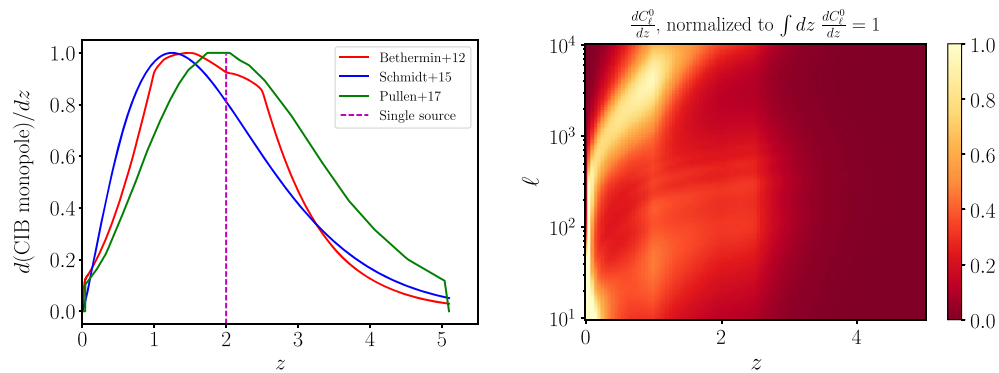 d(CIB monopole)/dz
1.0
0.8
0.6
0.4
0.2
0.0
0 1 2 3 4 5
z
Bethermin+12
Schmidt+15
Pullen+17
Single source
dC_ℓ^0/dz, normalized to ∫ dz dC_ℓ^0/dz = 1
ℓ
10^4
10^3
10^2
10^1
0 2 4
z
1.0
0.8
0.6
0.4
0.2
0.0